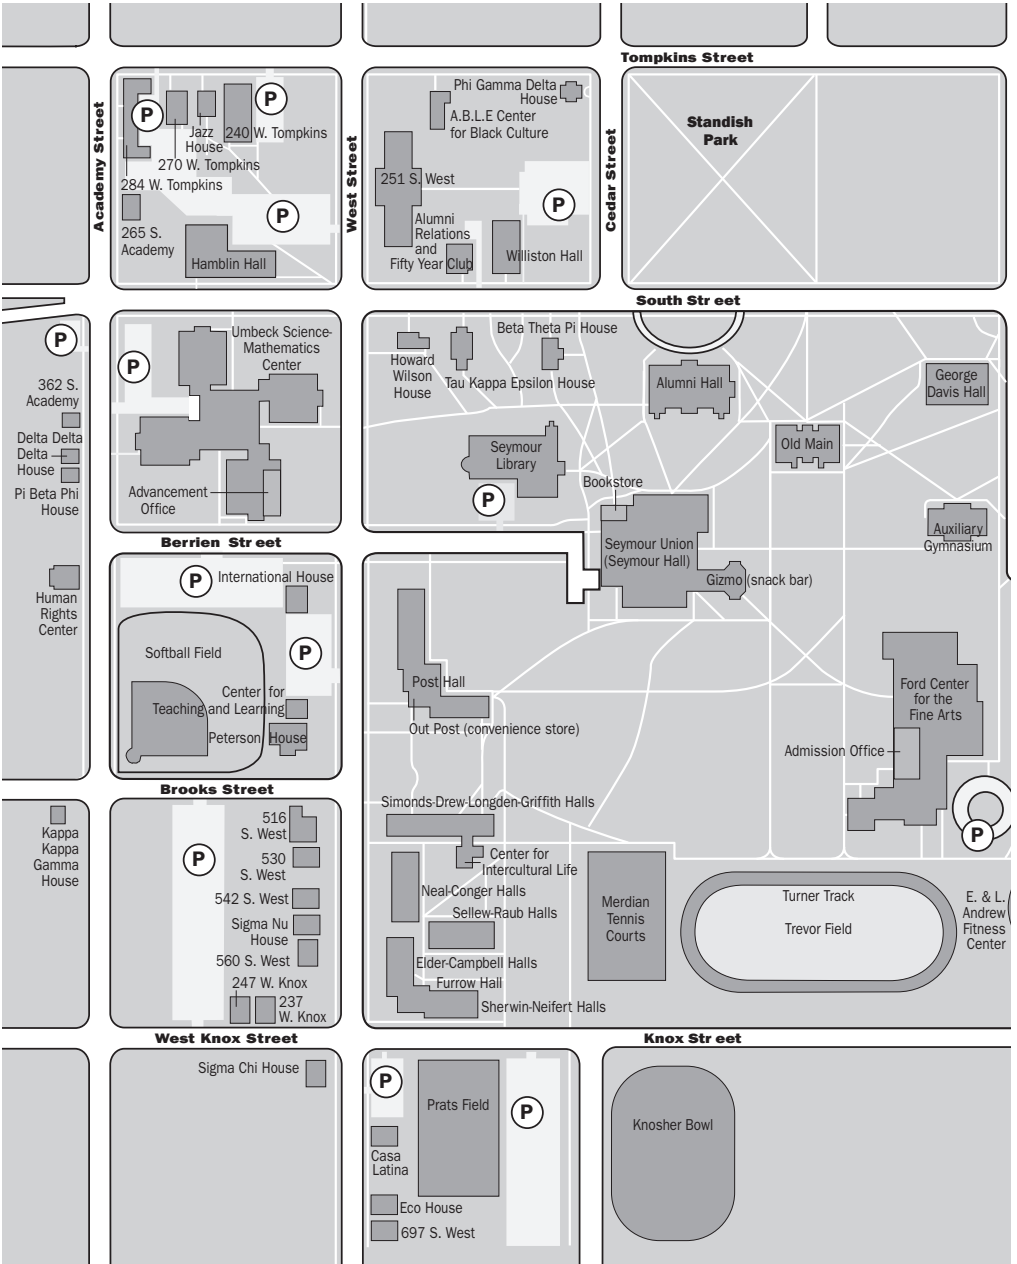 Tompkins Street
Academy Street
West Street
Cedar Street
P
P
Jazz
House
240 W. Tompkins
270 W. Tompkins
284 W. Tompkins
P
265 S.
Academy
Hamblin Hall
Phi Gamma Delta
House
A.B.L.E Center
for Black Culture
251 S. West
P
Alumni
Relations
and
Fifty Year Club
Williston Hall
Standish
Park
South Str eet
P
362 S.
Academy
Delta Delta
Delta
House
Pi Beta Phi
House
Human
Rights
Center
P
Umbeck Science-
Mathematics
Center
Advancement
Office
Berrien Str eet
Howard
Wilson
House
Tau Kappa Epsilon House
Beta Theta Pi House
Alumni Hall
George
Davis Hall
Old Main
Seymour
Library
P
Bookstore
Seymour Union
(Seymour Hall)
Gizmo (snack bar)
Auxiliary
Gymnasium
P
International House
P
Softball Field
Center for
Teaching and Learning
Peterson House
Brooks Street
Post Hall
Out Post (convenience store)
Ford Center
for the
Fine Arts
Admission Office
P
Simonds-Drew-Longden-Griffith Halls
Center for
Intercultural Life
Neal-Conger Halls
Sellew-Raub Halls
Elder-Campbell Halls
Furrow Hall
Sherwin-Neifert Halls
Merdian
Tennis
Courts
Turner Track
Trevor Field
E. & L.
Andrew
Fitness
Center
Kappa
Kappa
Gamma
House
P
516
S. West
530
S. West
542 S. West
Sigma Nu
House
560 S. West
247 W. Knox
237
W. Knox
West Knox Street
Knox Str eet
Sigma Chi House
P
Prats Field
P
Casa
Latina
Eco House
697 S. West
Knosher Bowl